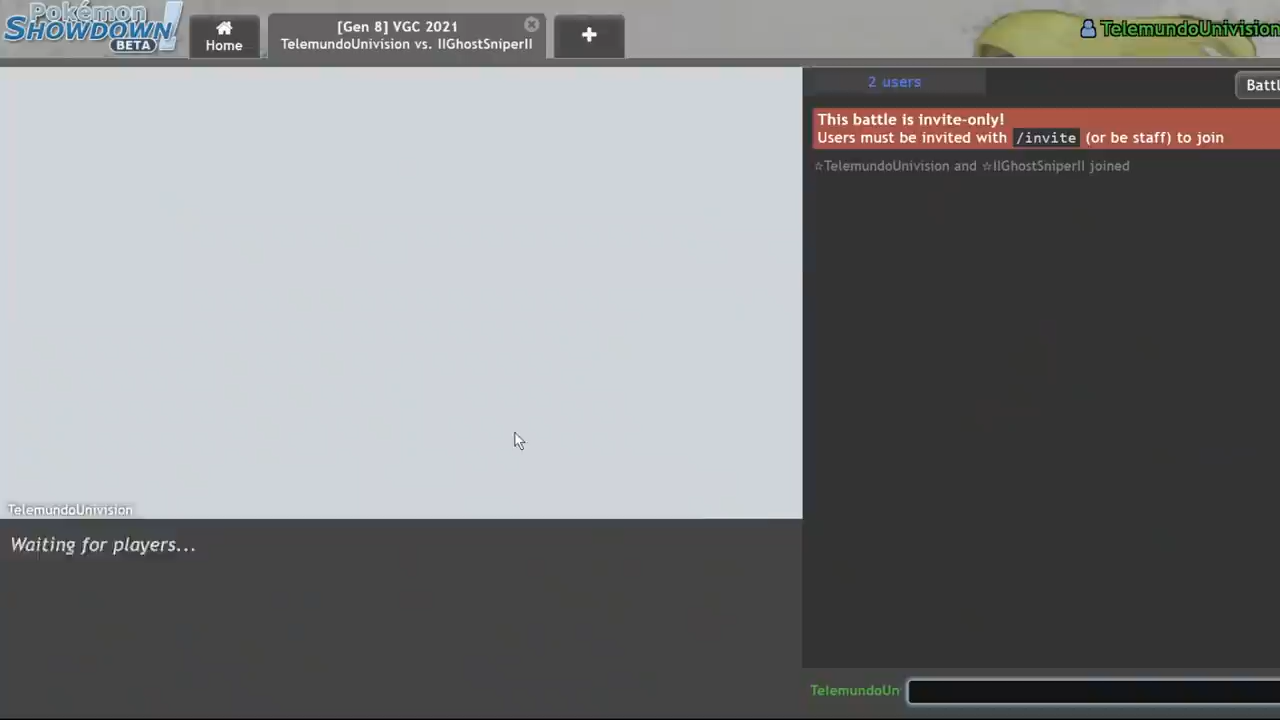 Pokémon
SHOWDOWN!
BETA
Home
[Gen 8] VGC 2021
TelemundoUnivision vs. IIGhostSniperII
+
TelemundoUnivision
2 users
Battl
This battle is invite-only!
Users must be invited with /invite (or be staff) to join
☆TelemundoUnivision and ☆IIGhostSniperII joined
TelemundoUnivision
Waiting for players...
TelemundoUn